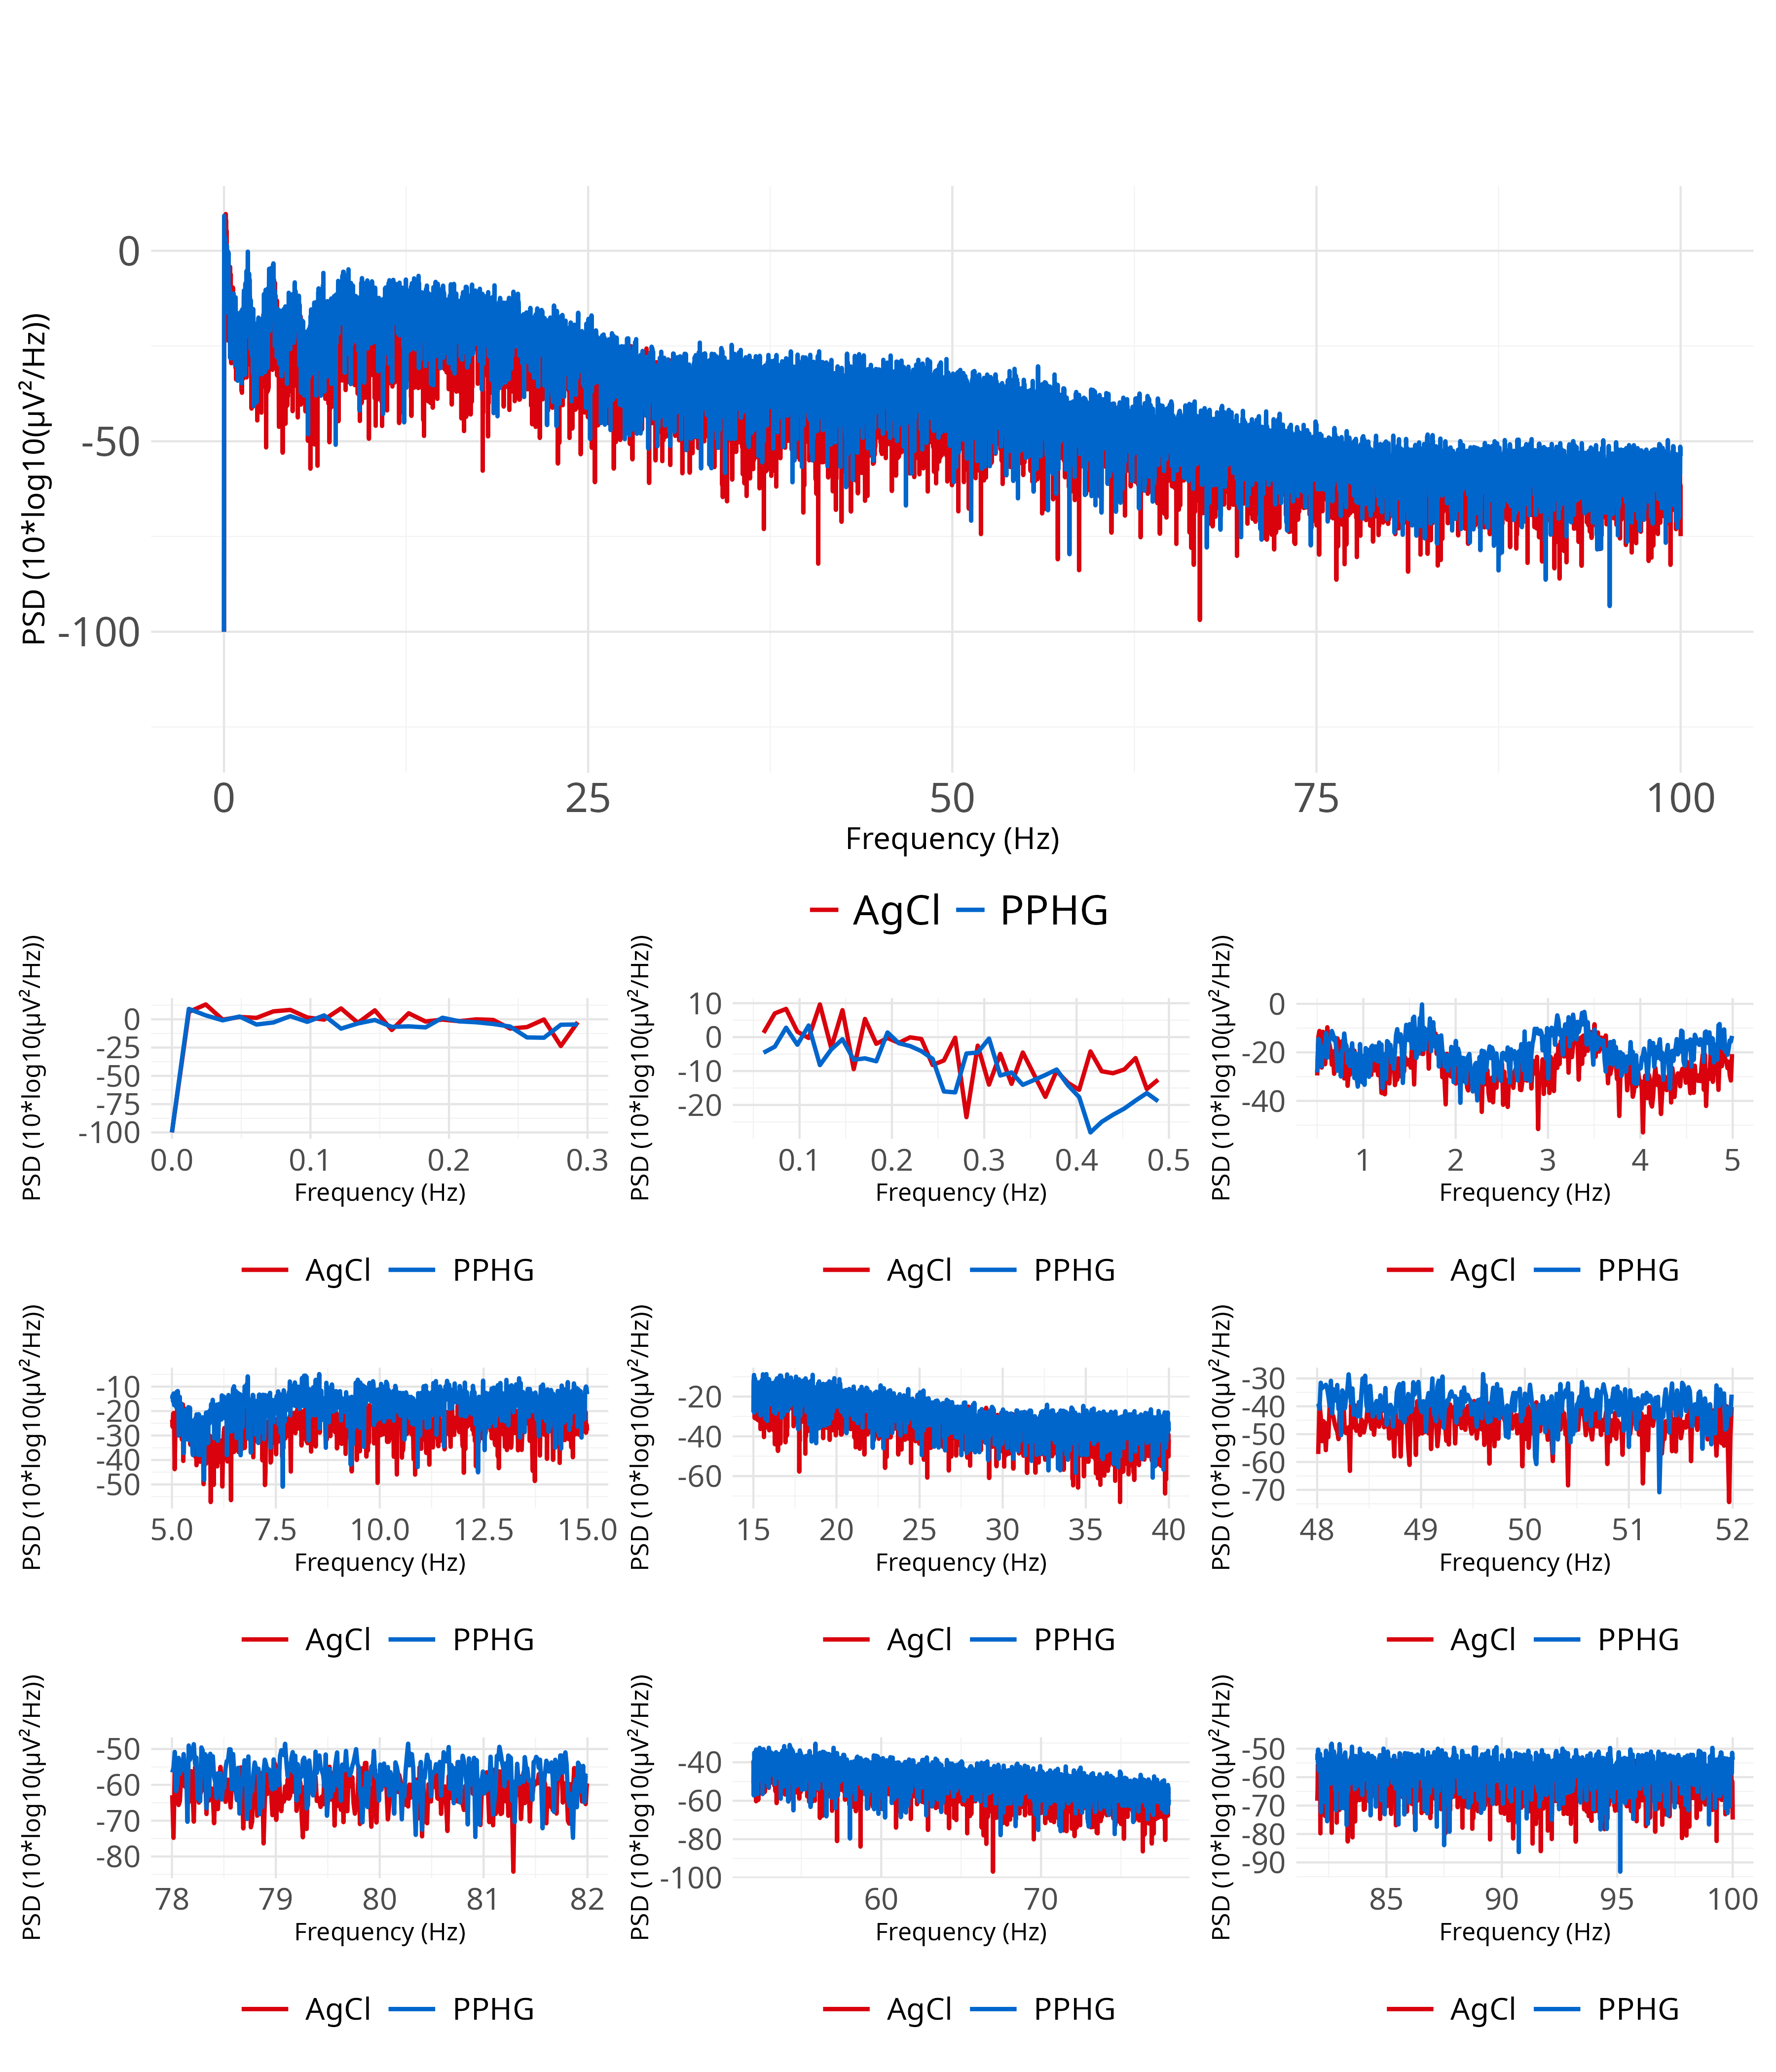 PSD (10*log10(µV²/Hz))
0
-50
-100
0 25 50 75 100
Frequency (Hz)
AgCl PPHG
PSD (10*log10(µV²/Hz))
0
-25
-50
-75
-100
0.0 0.1 0.2 0.3
Frequency (Hz)
AgCl PPHG
PSD (10*log10(µV²/Hz))
10
0
-10
-20
0.1 0.2 0.3 0.4 0.5
Frequency (Hz)
AgCl PPHG
PSD (10*log10(µV²/Hz))
0
-20
-40
1 2 3 4 5
Frequency (Hz)
AgCl PPHG
PSD (10*log10(µV²/Hz))
-10
-20
-30
-40
-50
5.0 7.5 10.0 12.5 15.0
Frequency (Hz)
AgCl PPHG
PSD (10*log10(µV²/Hz))
-20
-40
-60
15 20 25 30 35 40
Frequency (Hz)
AgCl PPHG
PSD (10*log10(µV²/Hz))
-30
-40
-50
-60
-70
48 49 50 51 52
Frequency (Hz)
AgCl PPHG
PSD (10*log10(µV²/Hz))
-50
-60
-70
-80
78 79 80 81 82
Frequency (Hz)
AgCl PPHG
PSD (10*log10(µV²/Hz))
-40
-60
-80
-100
60 70
Frequency (Hz)
AgCl PPHG
PSD (10*log10(µV²/Hz))
-50
-60
-70
-80
-90
85 90 95 100
Frequency (Hz)
AgCl PPHG